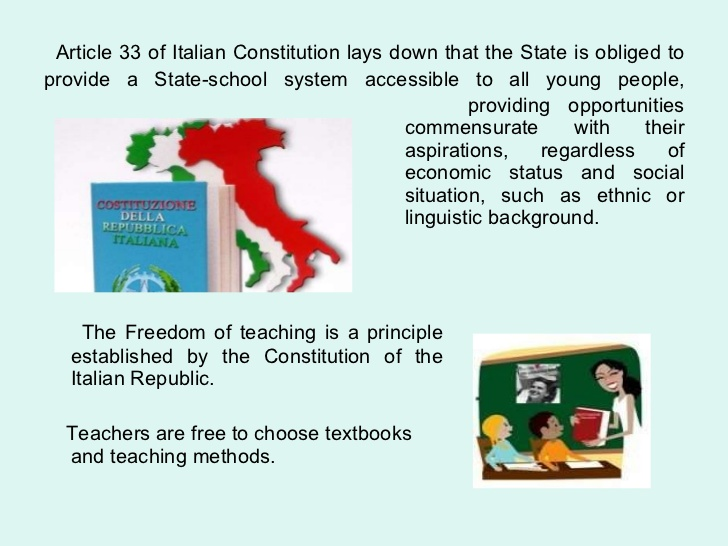 Article 33 of Italian Constitution lays down that the State is obliged to
provide a State-school system accessible to all young people,
providing opportunities
commensurate with their
aspirations, regardless of
economic status and social
situation, such as ethnic or
linguistic background.
COSTITUZIONE
DELLA
REPUBBLICA
ITALIANA
The Freedom of teaching is a principle
established by the Constitution of the
Italian Republic.
Teachers are free to choose textbooks
and teaching methods.